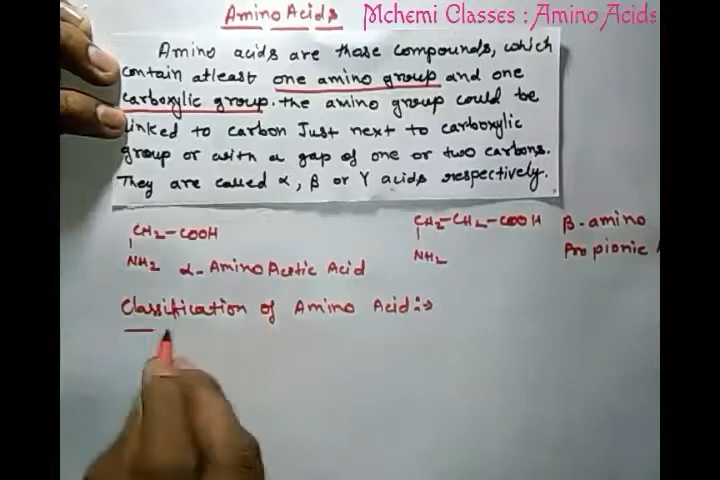 Amino Acids
Mchemi Classes : Amino Acids
Amino acids are those compounds, which
contain atleast one amino group and one
carboxylic group. The amino group could be
linked to carbon Just next to carboxylic
group or with a gap of one or two carbons.
They are called α, β or γ acids respectively.
CH2-COOH
NH2 α-Amino Acetic Acid
CH2-CH2-COOH β-amino
NH2 Propionic
Classification of Amino Acid:→